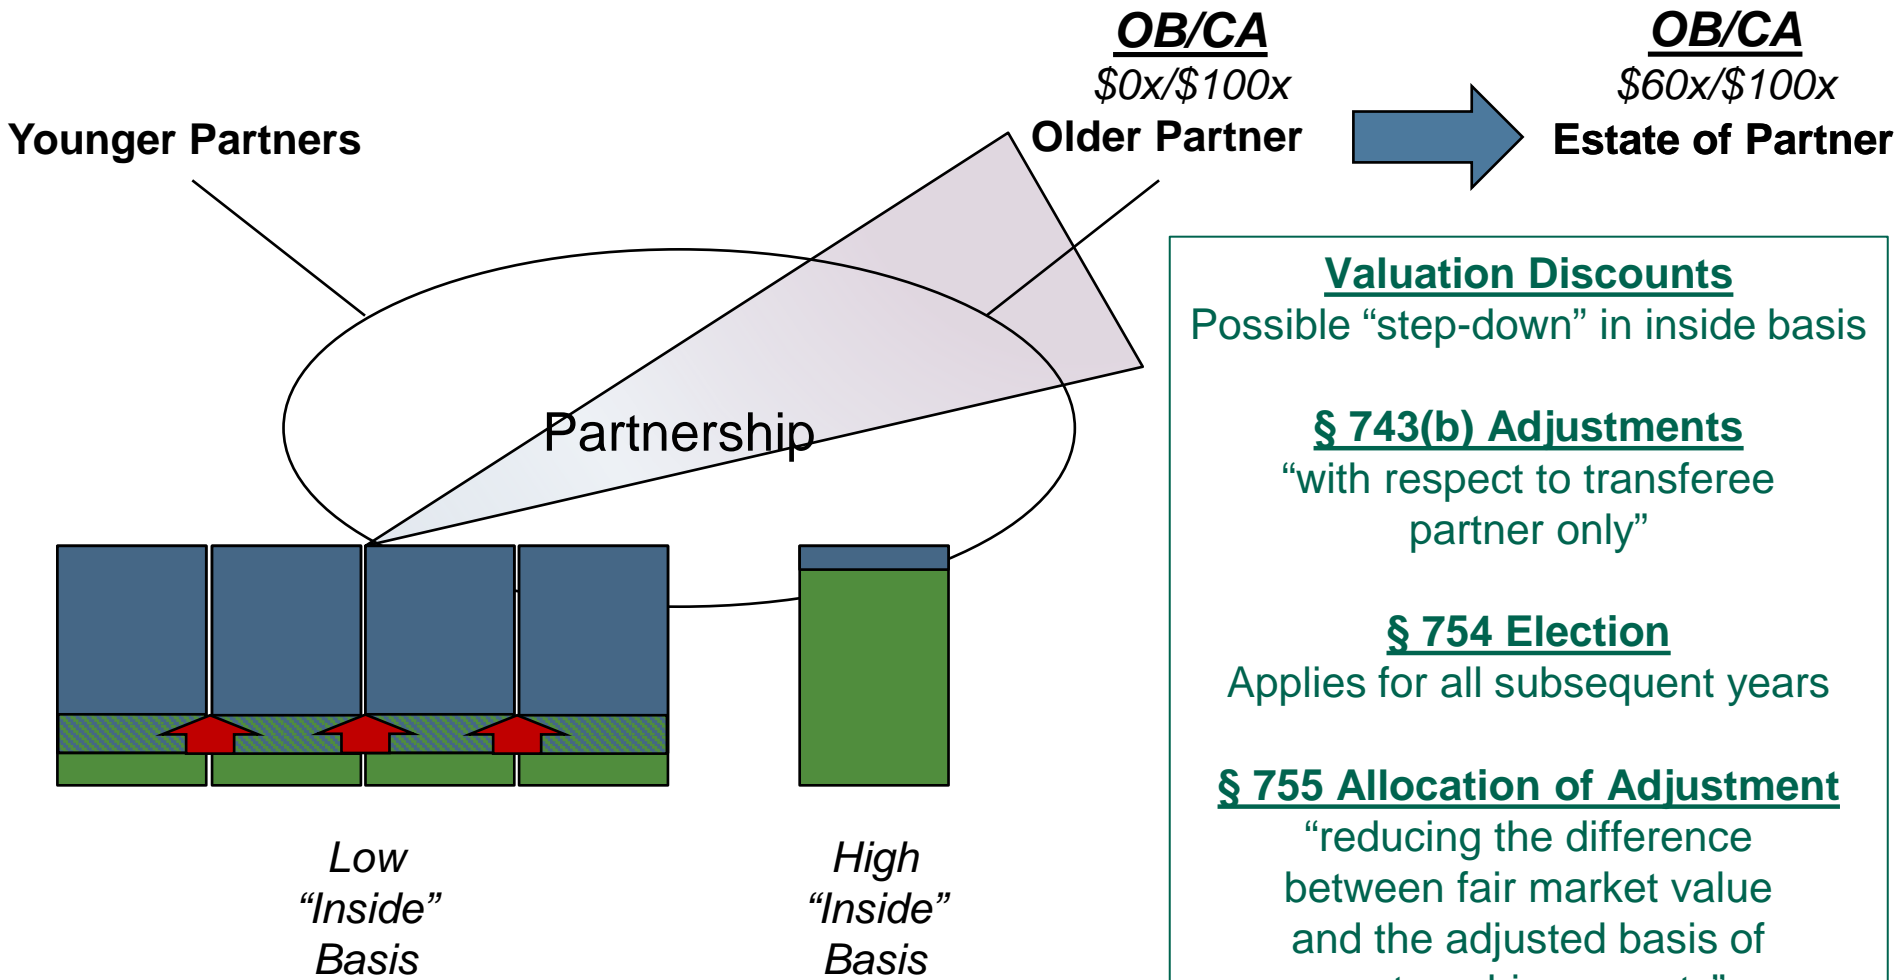 OB/CA
$0x/$100x
Older Partner
OB/CA
$60x/$100x
Estate of Partner
Younger Partners
Partnership
Low
“Inside”
Basis
High
“Inside”
Basis
Valuation Discounts
Possible “step-down” in inside basis
§ 743(b) Adjustments
“with respect to transferee
partner only”
§ 754 Election
Applies for all subsequent years
§ 755 Allocation of Adjustment
“reducing the difference
between fair market value
and the adjusted basis of